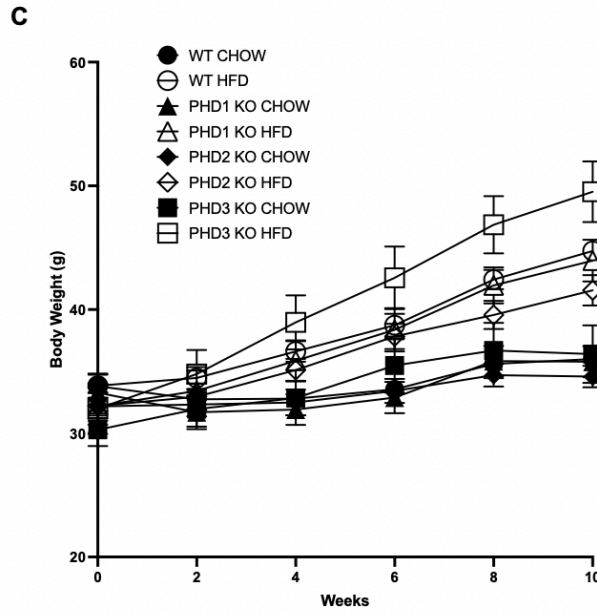 C
WT CHOW
WT HFD
PHD1 KO CHOW
PHD1 KO HFD
PHD2 KO CHOW
PHD2 KO HFD
PHD3 KO CHOW
PHD3 KO HFD
Body Weight (g)
60
50
40
30
20
0 2 4 6 8 10
Weeks